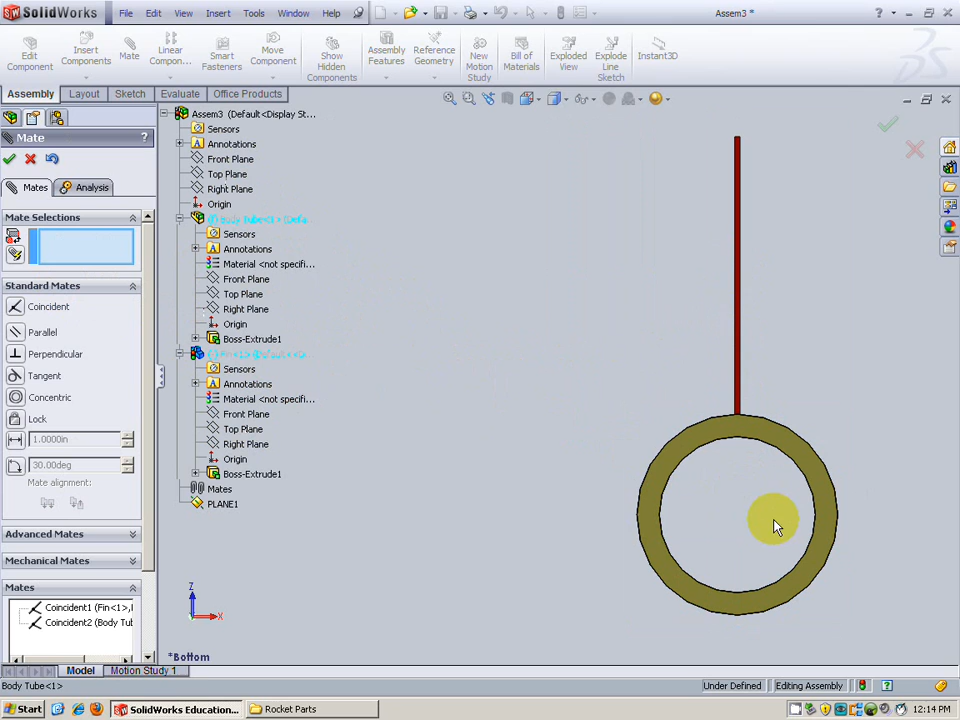 SolidWorks
File Edit View Insert Tools Window Help
Assem3 *
Edit Component
Insert Components
Mate
Linear Compon...
Smart Fasteners
Move Component
Show Hidden Components
Assembly Features
Reference Geometry
New Motion Study
Bill of Materials
Exploded View
Explode Line Sketch
Instant3D
Assembly Layout Sketch Evaluate Office Products
Mate ?
Mates Analysis
Mate Selections
Standard Mates
Coincident
Parallel
Perpendicular
Tangent
Concentric
Lock
1.0000in
30.00deg
Mate alignment:
Advanced Mates
Mechanical Mates
Mates
Coincident1 (Fin<1>,
Coincident2 (Body Tub
Assem3 (Default<Display St...
Sensors
Annotations
Front Plane
Top Plane
Right Plane
Origin
(f) Body Tube<1> (Defa...
Sensors
Annotations
Material <not specifi...
Front Plane
Top Plane
Right Plane
Origin
Boss-Extrude1
(-) Fin<1> (Default<<D...
Sensors
Annotations
Material <not specifi...
Front Plane
Top Plane
Right Plane
Origin
Boss-Extrude1
Mates
PLANE1
Z
X
*Bottom
Model Motion Study 1
Body Tube<1>
Under Defined Editing Assembly
Start
SolidWorks Education...
Rocket Parts
12:14 PM